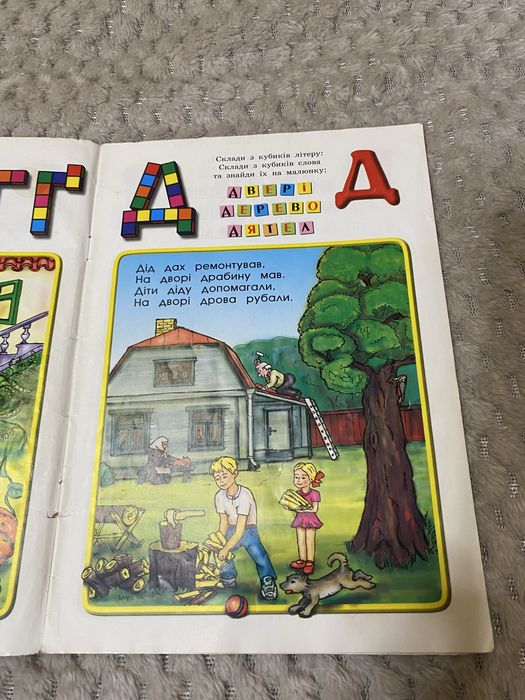 Ґ
Д
Склади з кубиків літеру;
Склади з кубиків слова
та знайди їх на малюнку;
ДВЕРІ
ДЕРЕВО
ДЯТЕЛ
Д
Дід дах ремонтував,
На дворі драбину мав.
Діти діду допомагали,
На дворі дрова рубали.